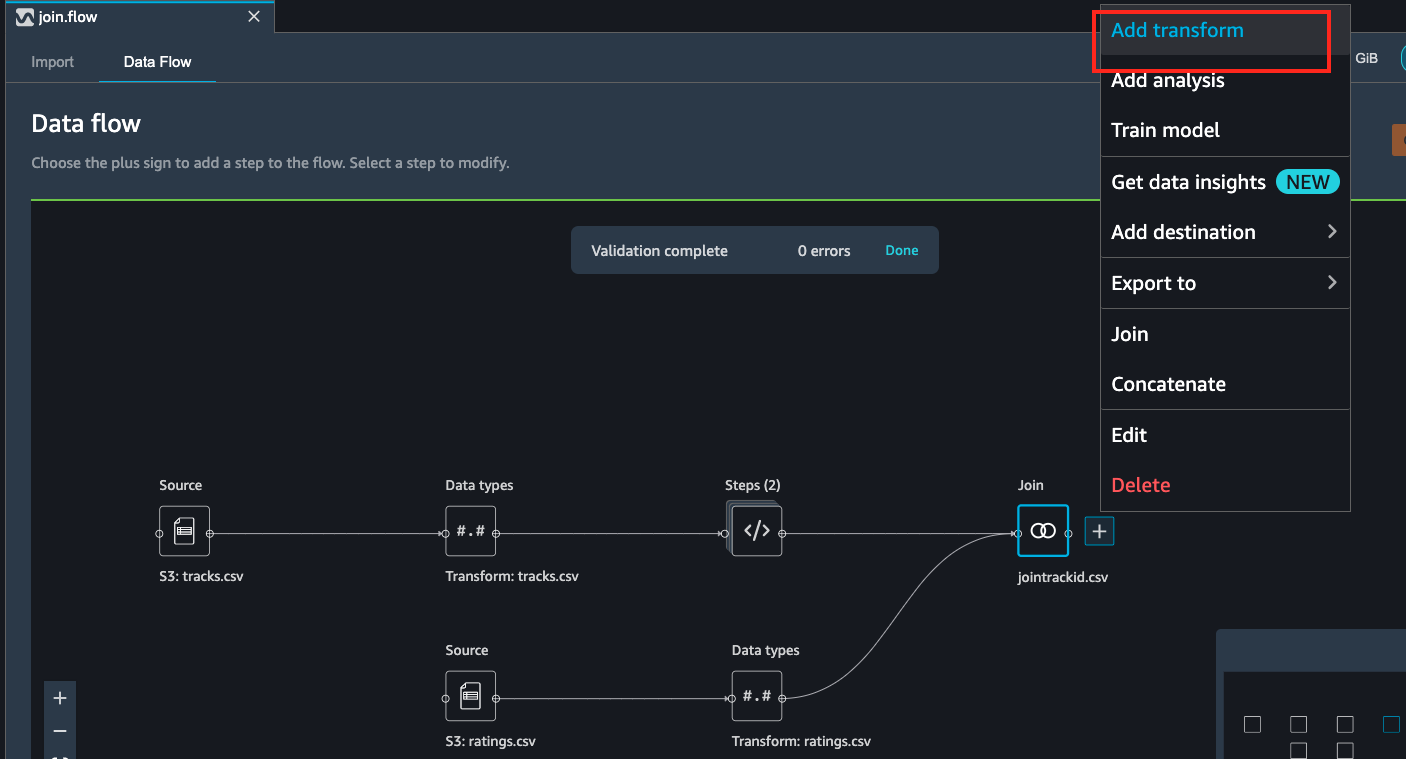 join.flow
Import
Data Flow
GiB
Data flow
Choose the plus sign to add a step to the flow. Select a step to modify.
Validation complete 0 errors Done
Add transform
Add analysis
Train model
Get data insights NEW
Add destination
Export to
Join
Concatenate
Edit
Delete
Source
Data types
Steps (2)
Join
#.#
</>
S3: tracks.csv
Transform: tracks.csv
jointrackid.csv
Source
Data types
#.#
S3: ratings.csv
Transform: ratings.csv